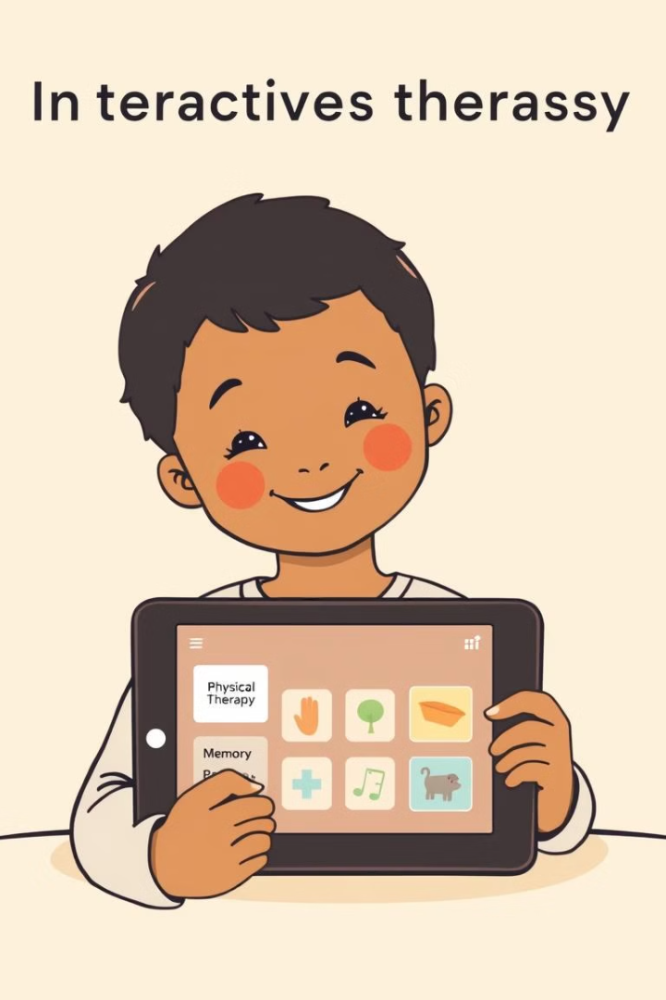 In teractives therassy
Physical
Therapy
Memory